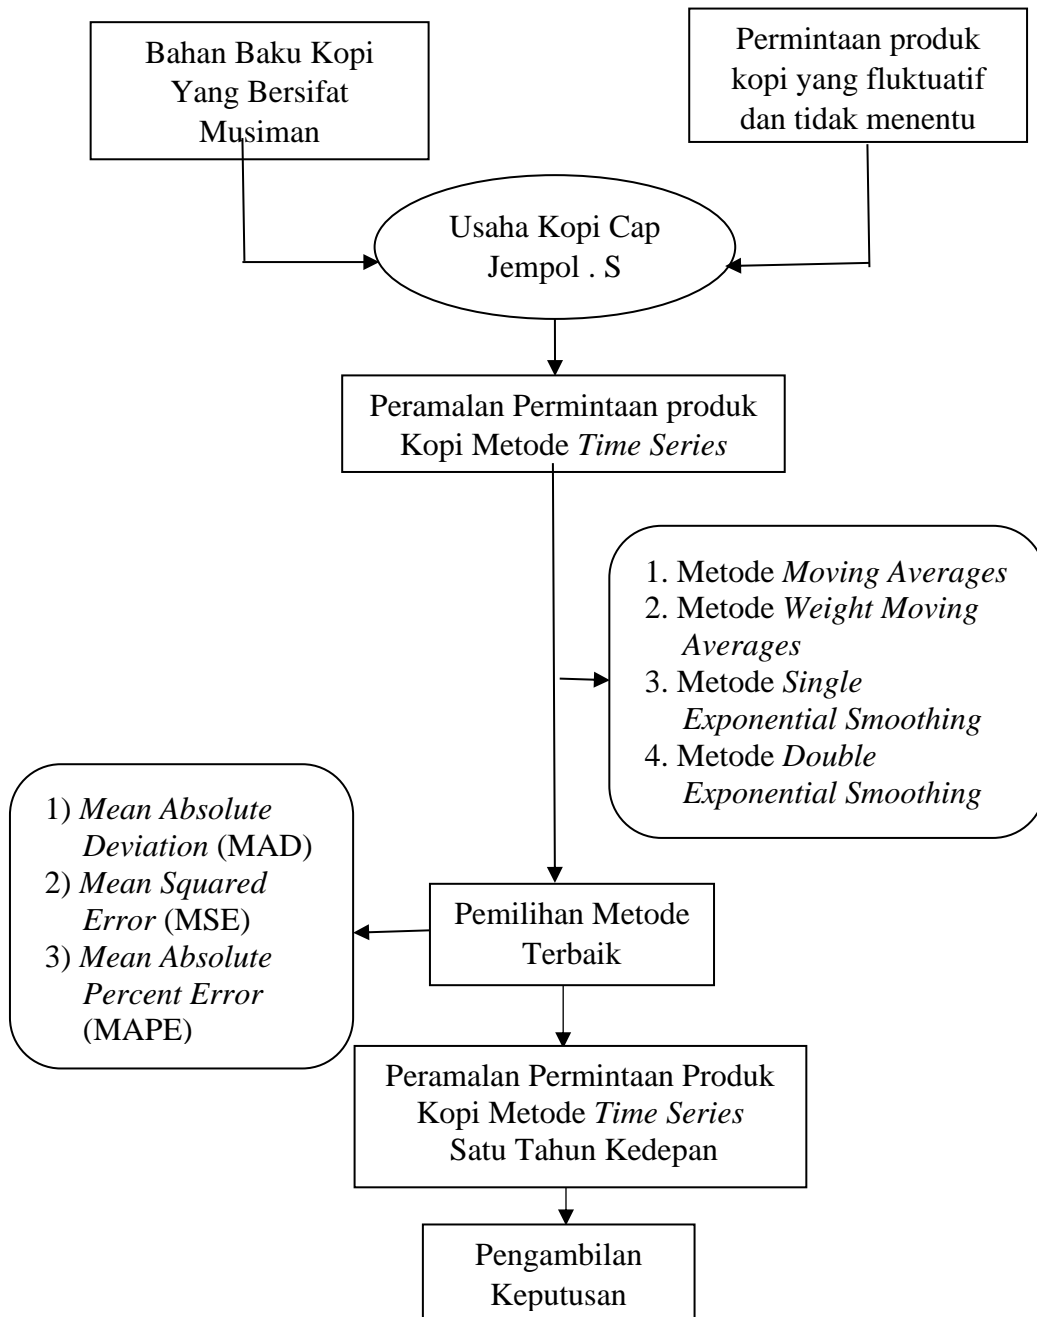 Bahan Baku Kopi
Yang Bersifat
Musiman
Permintaan produk
kopi yang fluktuatif
dan tidak menentu
Usaha Kopi Cap
Jempol . S
Peramalan Permintaan produk
Kopi Metode Time Series
1. Metode Moving Averages
2. Metode Weight Moving
Averages
3. Metode Single
Exponential Smoothing
4. Metode Double
Exponential Smoothing
1) Mean Absolute
Deviation (MAD)
2) Mean Squared
Error (MSE)
3) Mean Absolute
Percent Error
(MAPE)
Pemilihan Metode
Terbaik
Peramalan Permintaan Produk
Kopi Metode Time Series
Satu Tahun Kedepan
Pengambilan
Keputusan